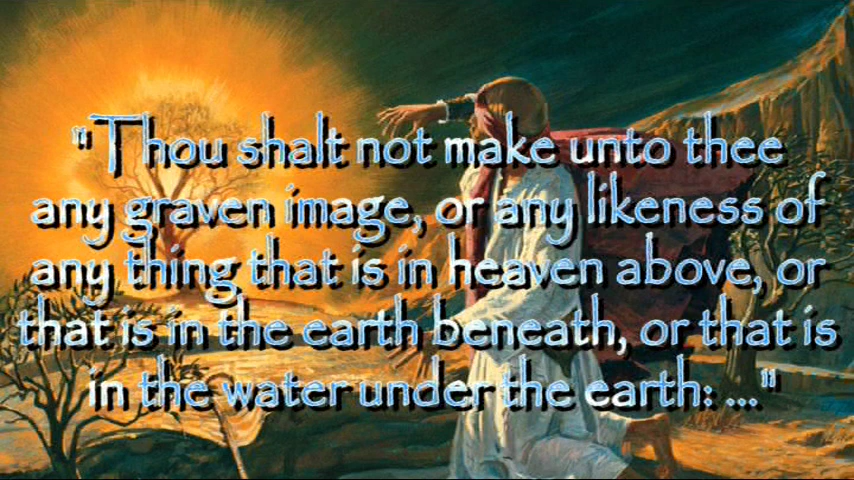 "Thou shalt not make unto thee
any graven image, or any likeness of
any thing that is in heaven above, or
that is in the earth beneath, or that is
in the water under the earth: ..."